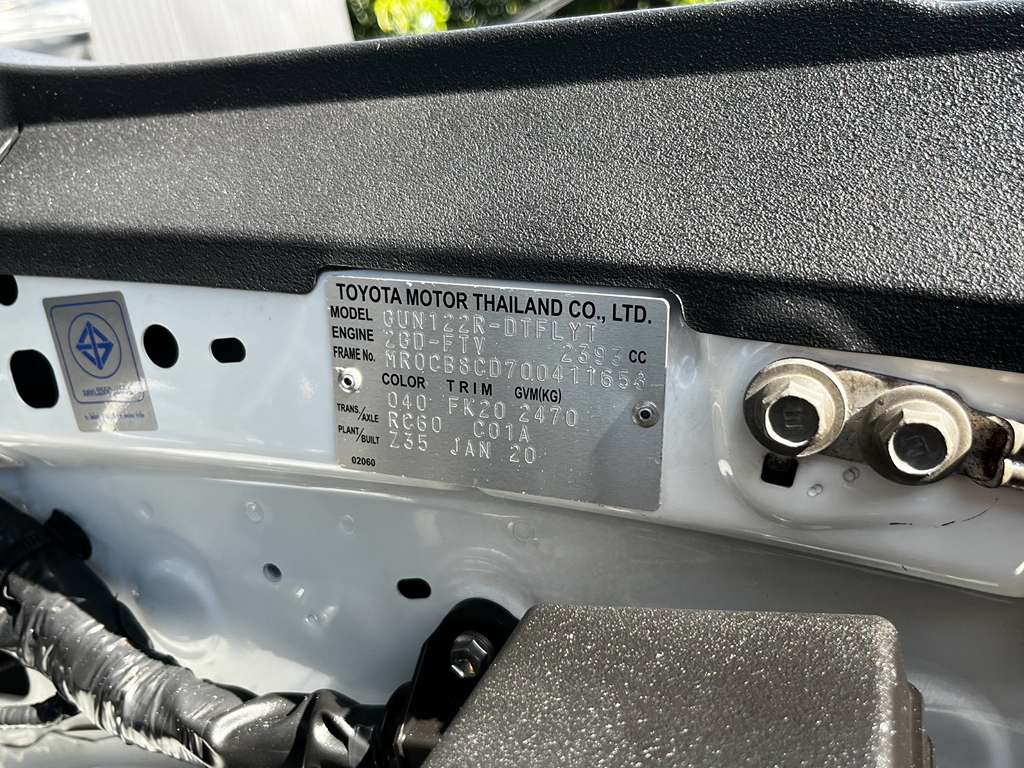 TOYOTA MOTOR THAILAND CO., LTD.
MODEL GUN122R-DTFLYT
ENGINE 2GD-FTV 2393 CC
FRAME No. MR0CB8CD700411654
COLOR TRIM GVM(KG)
040 FK20 2470
TRANS/AXLE RC60 C01A
PLANT/BUILT Z35 JAN 20
02060